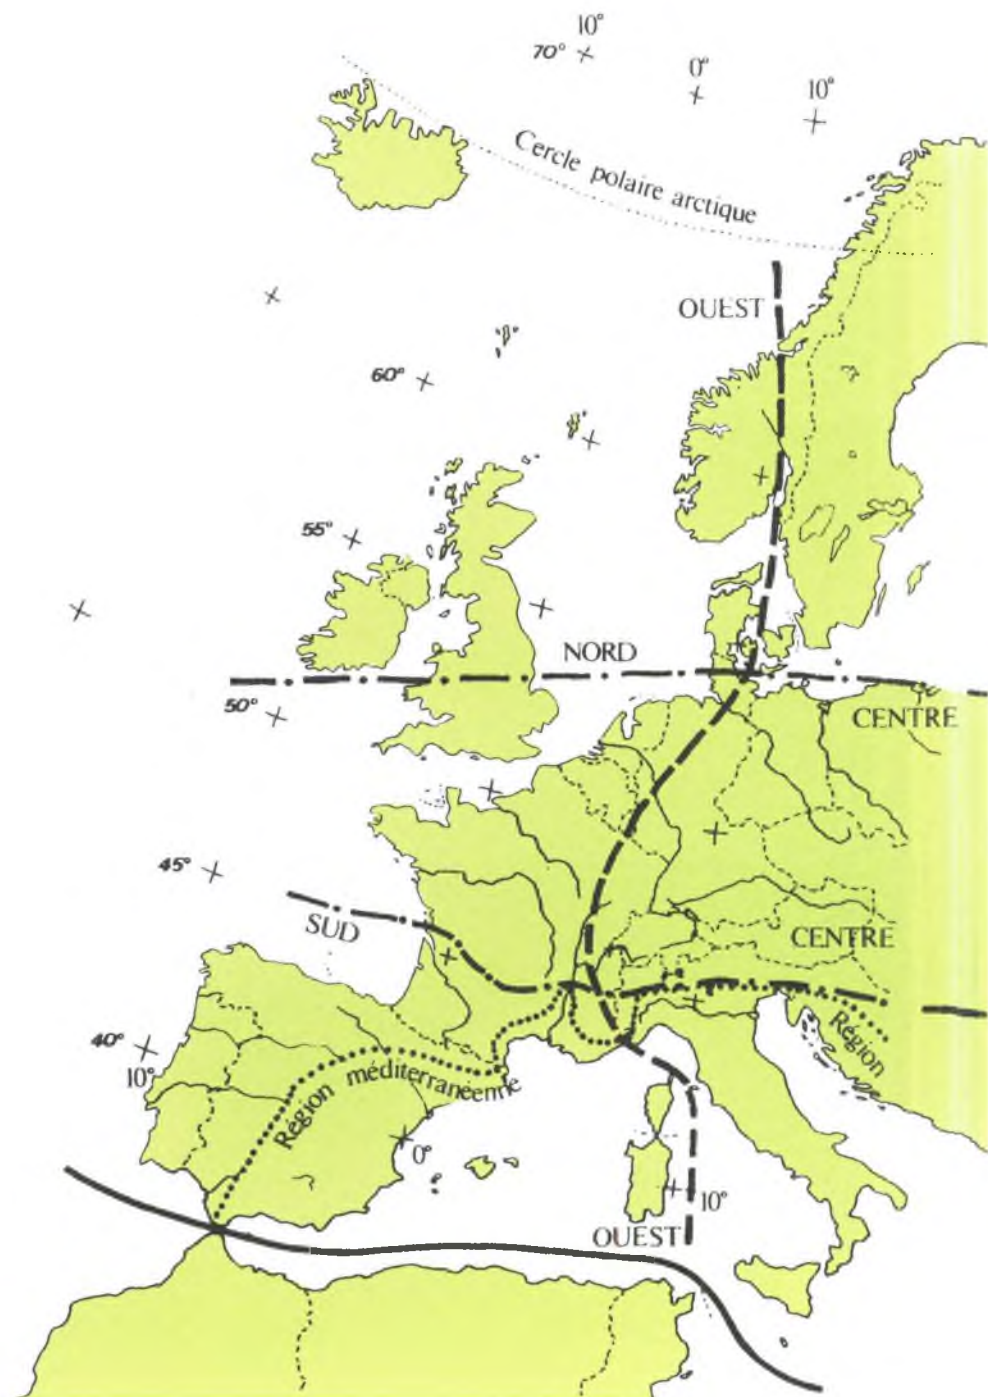 10°
70°
0°
10°
Cercle polaire arctique
OUEST
60°
55°
NORD
50°
CENTRE
45°
SUD
CENTRE
Région
40°
10°
Région méditerranéenne
0°
10°
OUEST